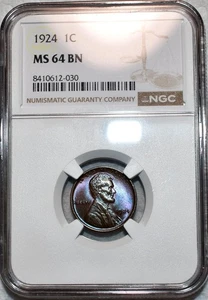 1924 1C
MS 64 BN
8410612-030
NUMISMATIC GUARANTY COMPANY
NGC